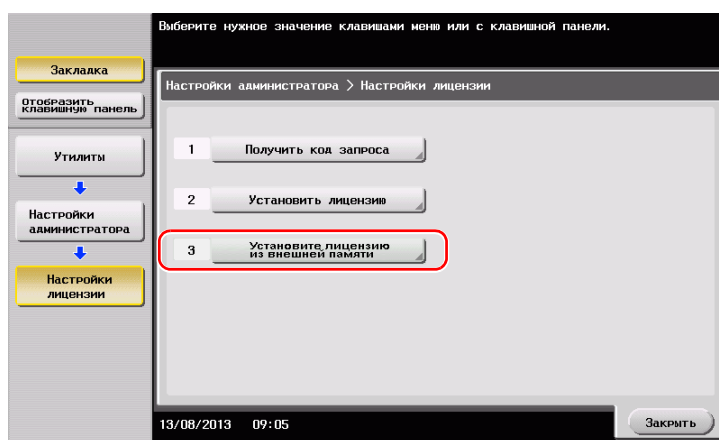 Выберите нужное значение клавишами меню или с клавишной панели.
Закладка
Отобразить
клавишную панель
Настройки администратора > Настройки лицензии
1 Получить код запроса
Утилиты
2 Установить лицензию
Настройки
администратора
3 Установите лицензию
из внешней памяти
Настройки
лицензии
13/08/2013 09:05
Закрыть